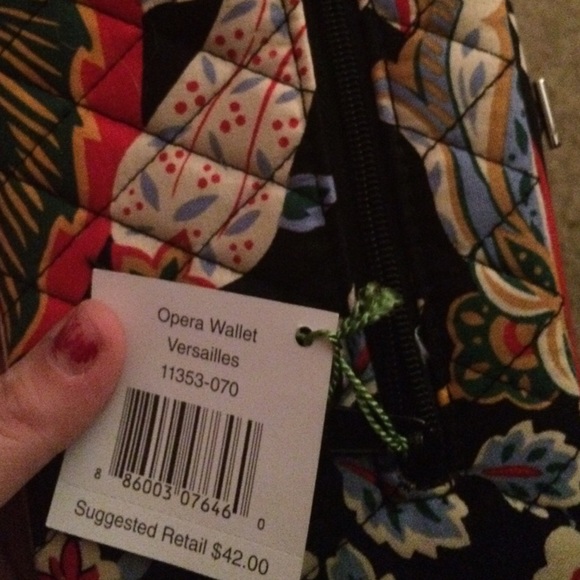 Opera Wallet
Versailles
11353-070
8 86003 07646 0
Suggested Retail $42.00